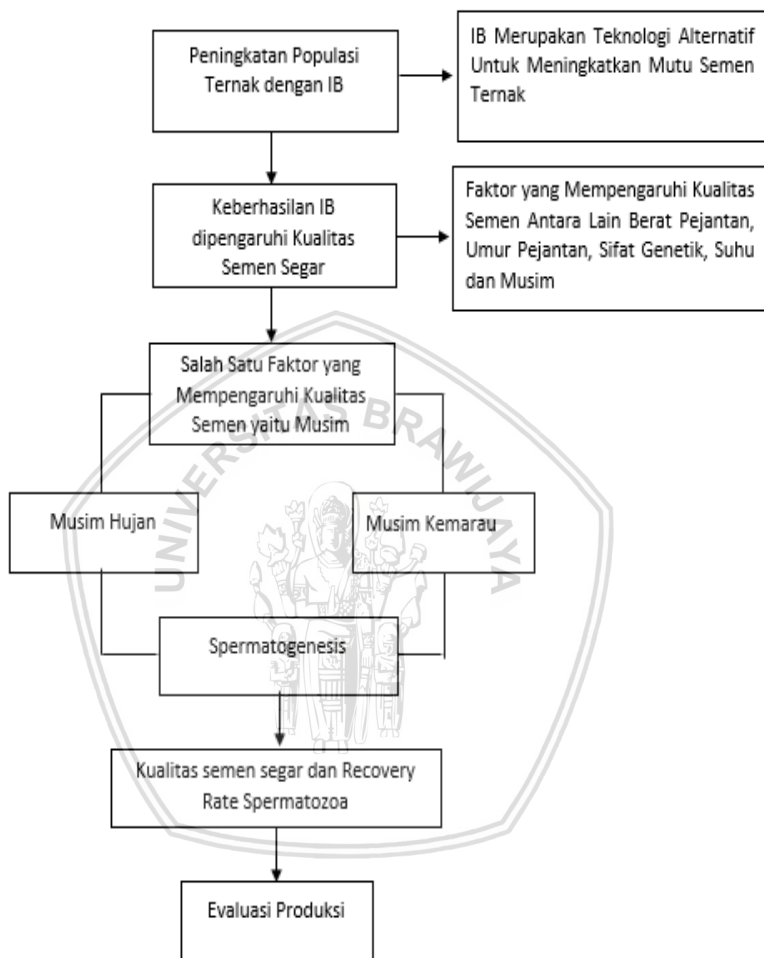 Peningkatan Populasi
Ternak dengan IB
IB Merupakan Teknologi Alternatif
Untuk Meningkatkan Mutu Semen
Ternak
Keberhasilan IB
dipengaruhi Kualitas
Semen Segar
Faktor yang Mempengaruhi Kualitas
Semen Antara Lain Berat Pejantan,
Umur Pejantan, Sifat Genetik, Suhu
dan Musim
Salah Satu Faktor yang
Mempengaruhi Kualitas
Semen yaitu Musim
UNIVERSITAS BRAWIJAYA
Musim Hujan
Musim Kemarau
Spermatogenesis
Kualitas semen segar dan Recovery
Rate Spermatozoa
Evaluasi Produksi